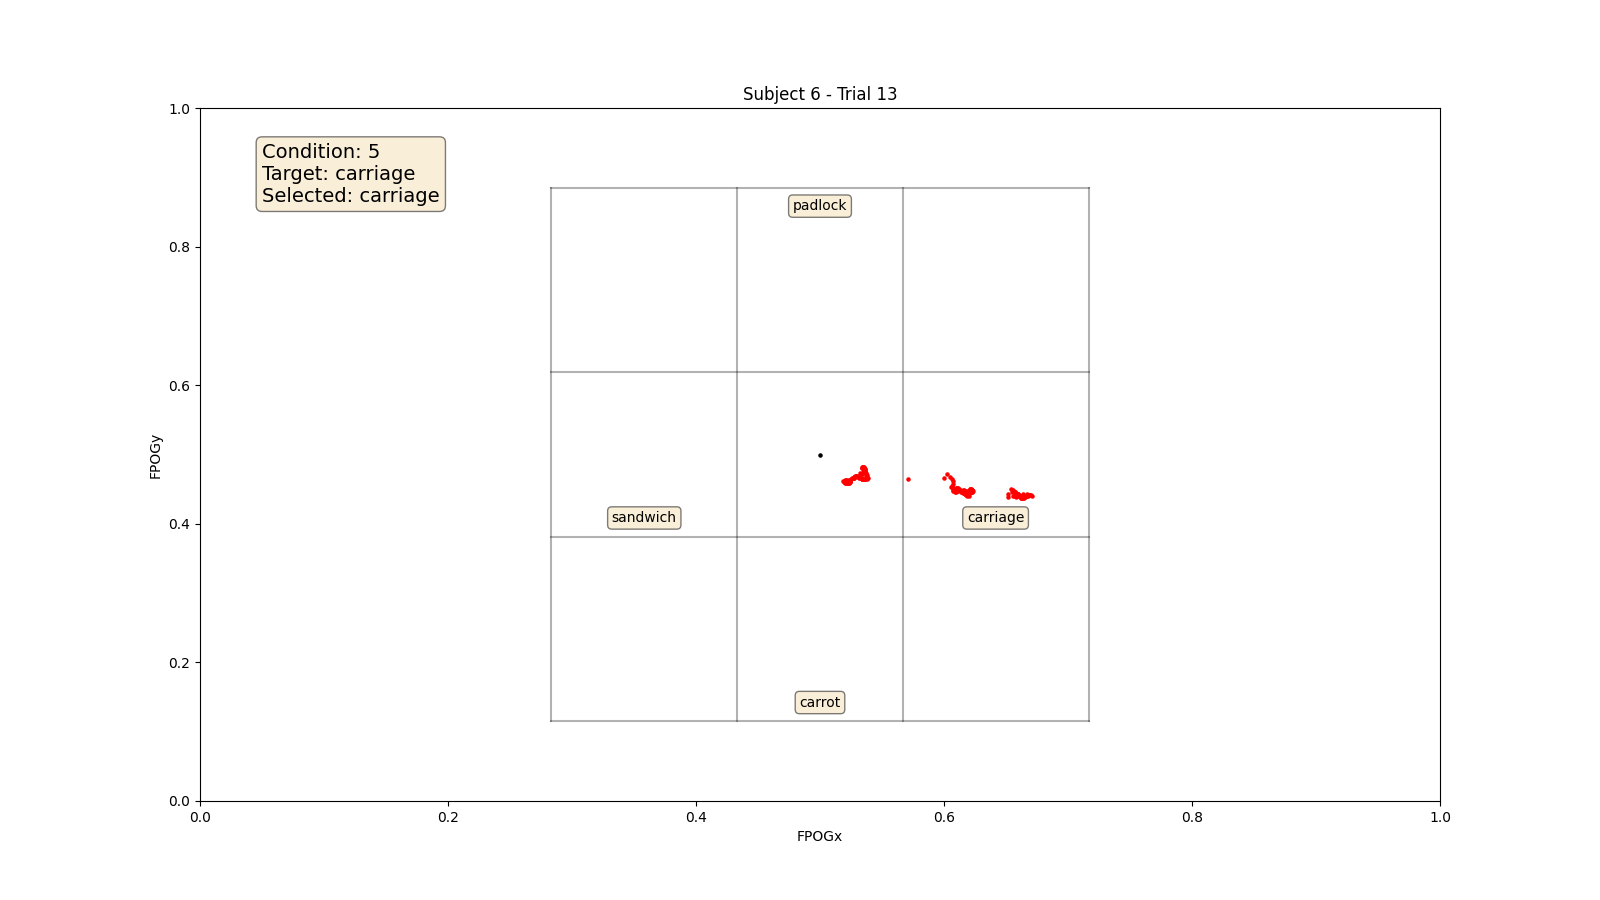 Subject 6 - Trial 13
1.0
Condition: 5
Target: carriage
Selected: carriage
padlock
0.8
0.6
FPOGy
sandwich
carriage
0.4
0.2
carrot
0.0
0.0 0.2 0.4 0.6 0.8 1.0
FPOGx